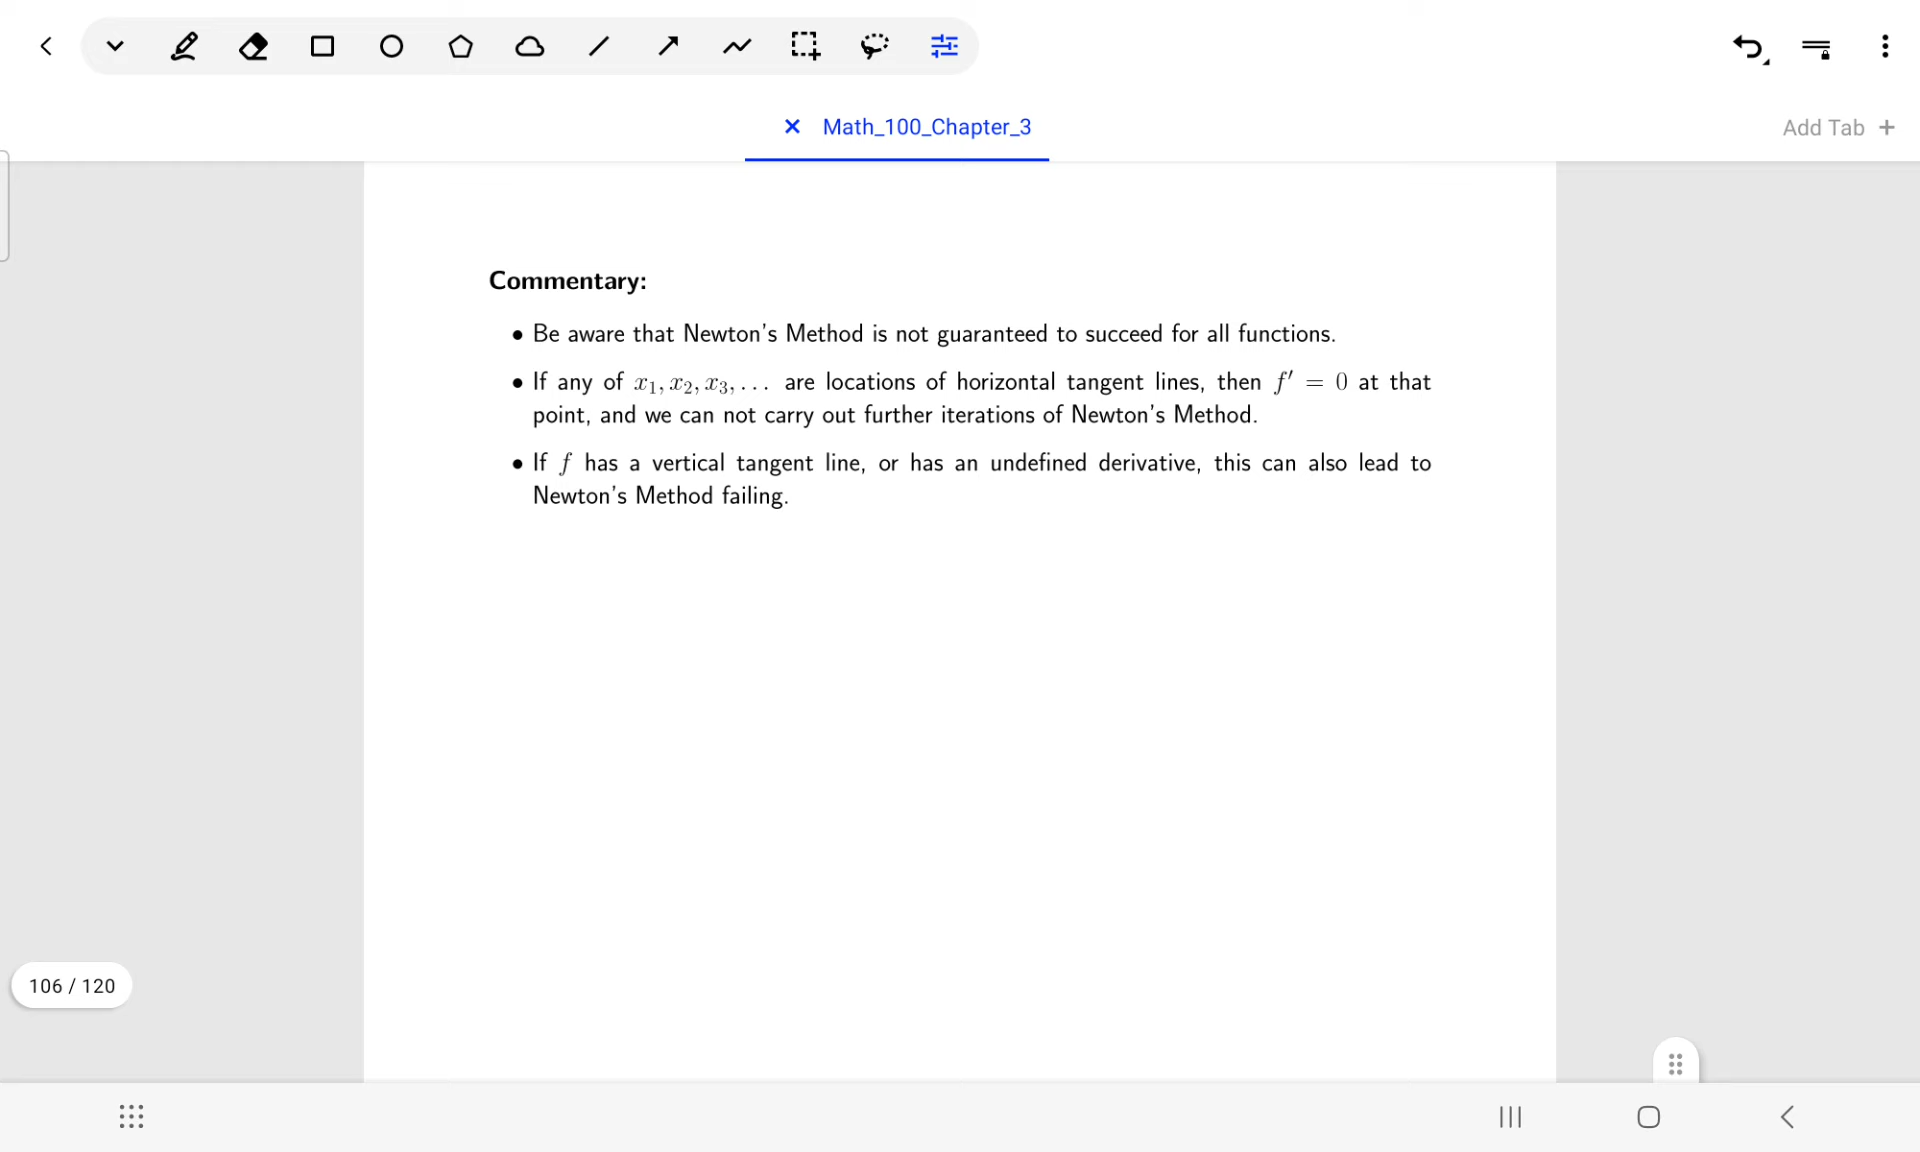 Math_100_Chapter_3
Add Tab +
Commentary:
• Be aware that Newton's Method is not guaranteed to succeed for all functions.
• If any of x₁, x₂, x₃, . . . are locations of horizontal tangent lines, then f′ = 0 at that
point, and we can not carry out further iterations of Newton's Method.
• If f has a vertical tangent line, or has an undefined derivative, this can also lead to
Newton's Method failing.
106 / 120